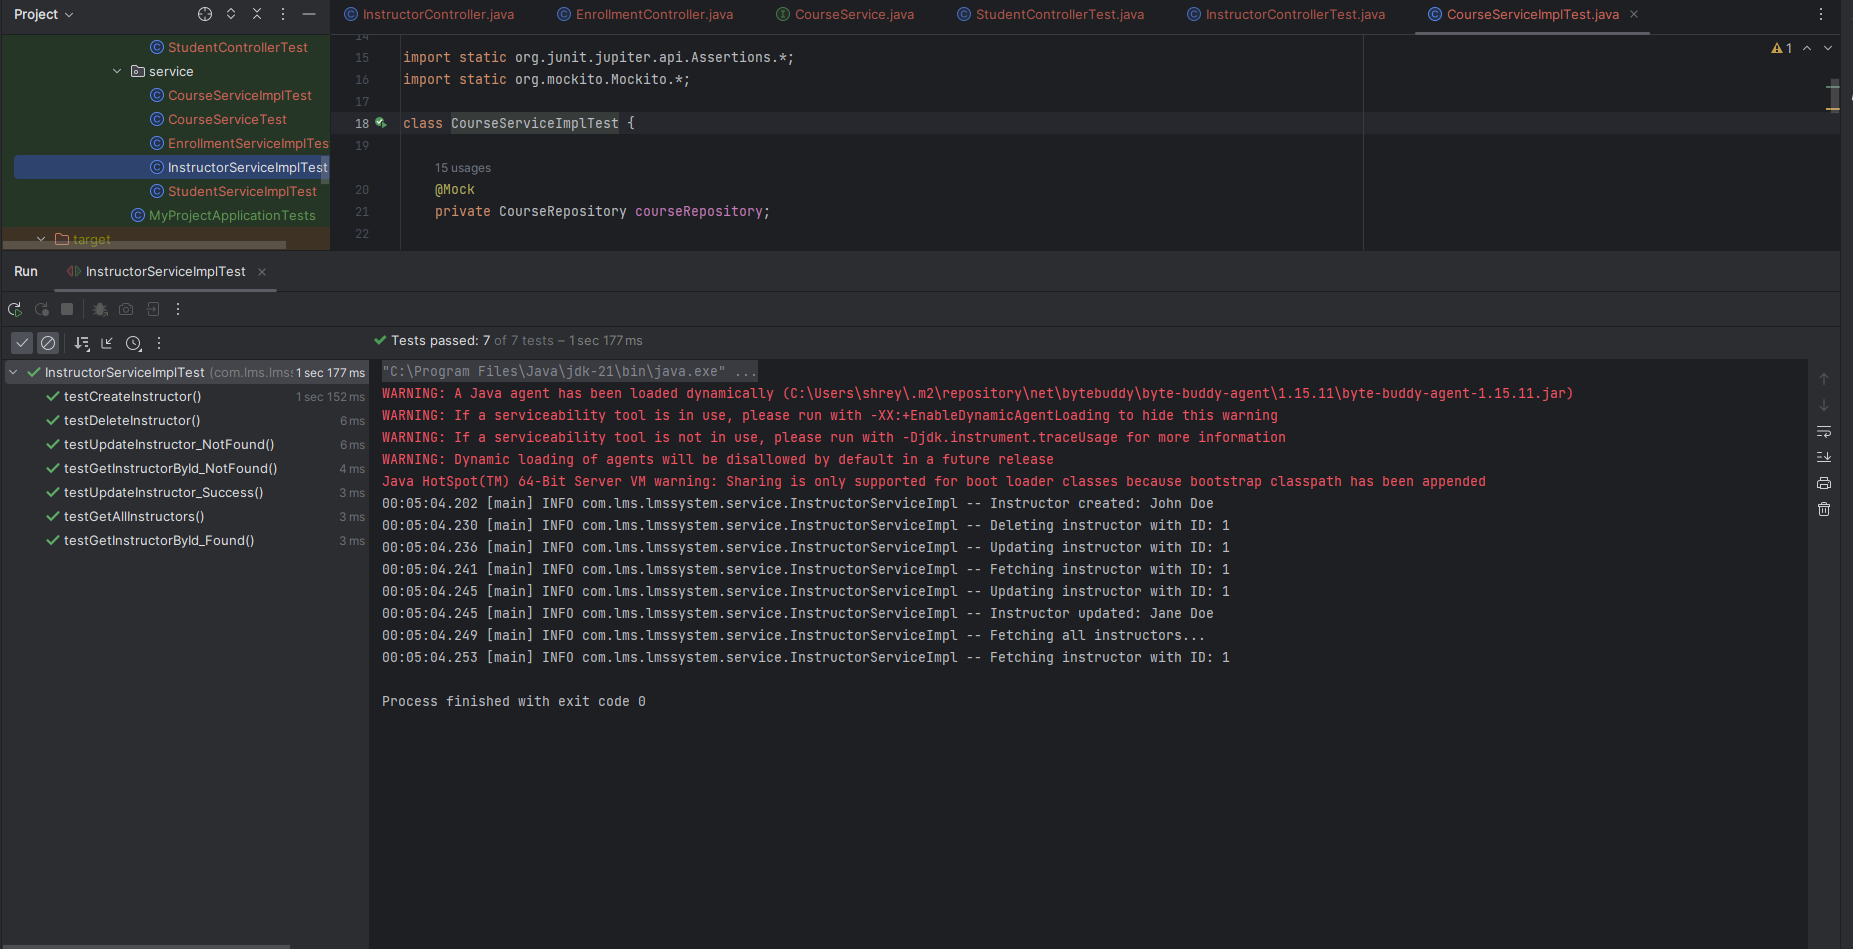 Project
InstructorController.java
EnrollmentController.java
CourseService.java
StudentControllerTest.java
InstructorControllerTest.java
CourseServiceImplTest.java
StudentControllerTest
service
CourseServiceImplTest
CourseServiceTest
EnrollmentServiceImplTes
InstructorServiceImplTest
StudentServiceImplTest
MyProjectApplicationTests
target
14
15 import static org.junit.jupiter.api.Assertions.*;
16 import static org.mockito.Mockito.*;
17
18 class CourseServiceImplTest {
19
15 usages
20 @Mock
21 private CourseRepository courseRepository;
22
1
Run InstructorServiceImplTest
Tests passed: 7 of 7 tests – 1 sec 177 ms
InstructorServiceImplTest (com.lms.lmss 1 sec 177 ms
testCreateInstructor() 1 sec 152 ms
testDeleteInstructor() 6 ms
testUpdateInstructor_NotFound() 6 ms
testGetInstructorById_NotFound() 4 ms
testUpdateInstructor_Success() 3 ms
testGetAllInstructors() 3 ms
testGetInstructorById_Found() 3 ms
"C:\Program Files\Java\jdk-21\bin\java.exe" ...
WARNING: A Java agent has been loaded dynamically (C:\Users\shrey\.m2\repository\net\bytebuddy\byte-buddy-agent\1.15.11\byte-buddy-agent-1.15.11.jar)
WARNING: If a serviceability tool is in use, please run with -XX:+EnableDynamicAgentLoading to hide this warning
WARNING: If a serviceability tool is not in use, please run with -Djdk.instrument.traceUsage for more information
WARNING: Dynamic loading of agents will be disallowed by default in a future release
Java HotSpot(TM) 64-Bit Server VM warning: Sharing is only supported for boot loader classes because bootstrap classpath has been appended
00:05:04.202 [main] INFO com.lms.lmssystem.service.InstructorServiceImpl -- Instructor created: John Doe
00:05:04.230 [main] INFO com.lms.lmssystem.service.InstructorServiceImpl -- Deleting instructor with ID: 1
00:05:04.236 [main] INFO com.lms.lmssystem.service.InstructorServiceImpl -- Updating instructor with ID: 1
00:05:04.241 [main] INFO com.lms.lmssystem.service.InstructorServiceImpl -- Fetching instructor with ID: 1
00:05:04.245 [main] INFO com.lms.lmssystem.service.InstructorServiceImpl -- Updating instructor with ID: 1
00:05:04.245 [main] INFO com.lms.lmssystem.service.InstructorServiceImpl -- Instructor updated: Jane Doe
00:05:04.249 [main] INFO com.lms.lmssystem.service.InstructorServiceImpl -- Fetching all instructors...
00:05:04.253 [main] INFO com.lms.lmssystem.service.InstructorServiceImpl -- Fetching instructor with ID: 1
Process finished with exit code 0